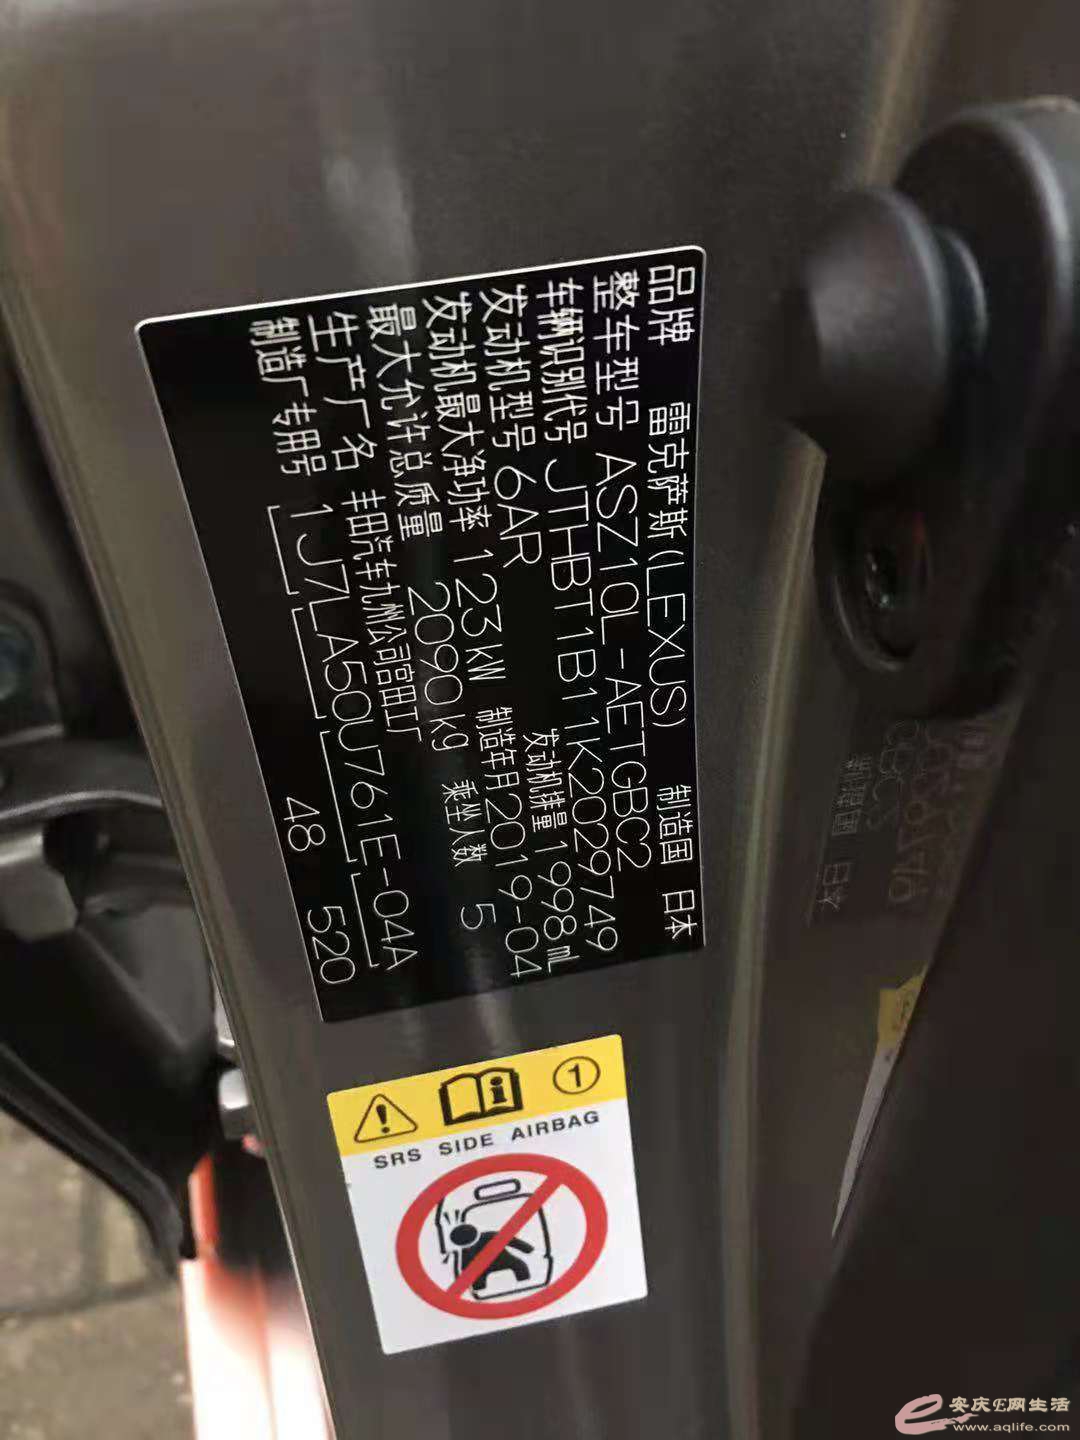 品牌 雷克萨斯(LEXUS) 制造国 日本
整车型号 ASZ10L-AETGBC2
车辆识别代号 JTHBT1B11K2029749
发动机型号 6AR 发动机排量 1998mL
发动机最大净功率 123kW 制造年月 2019-04
最大允许总质量 2090kg 乘坐人数 5
生产厂名 丰田汽车九州公司宫田工厂
制造厂专用号 1J7LA50U761E-04A
48 520
1
SRS SIDE AIRBAG
制造国 日本
安庆E网生活
www.aqlife.com